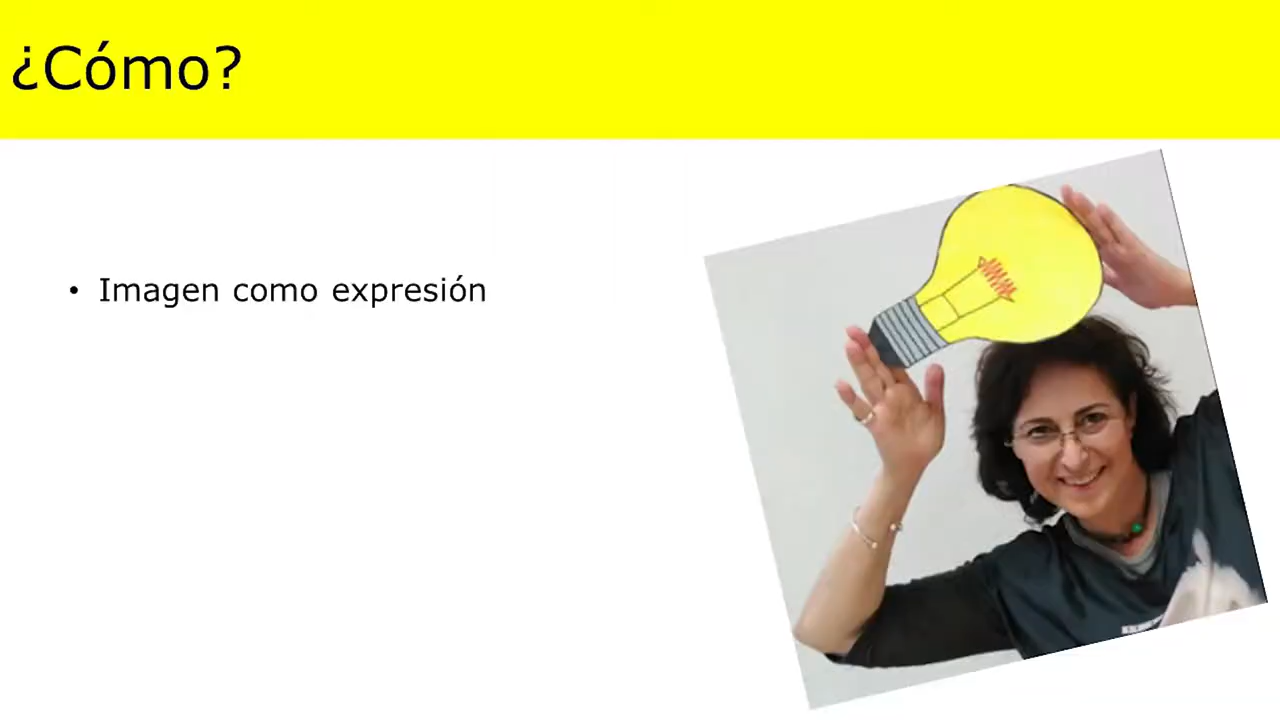 ¿Cómo?
• Imagen como expresión